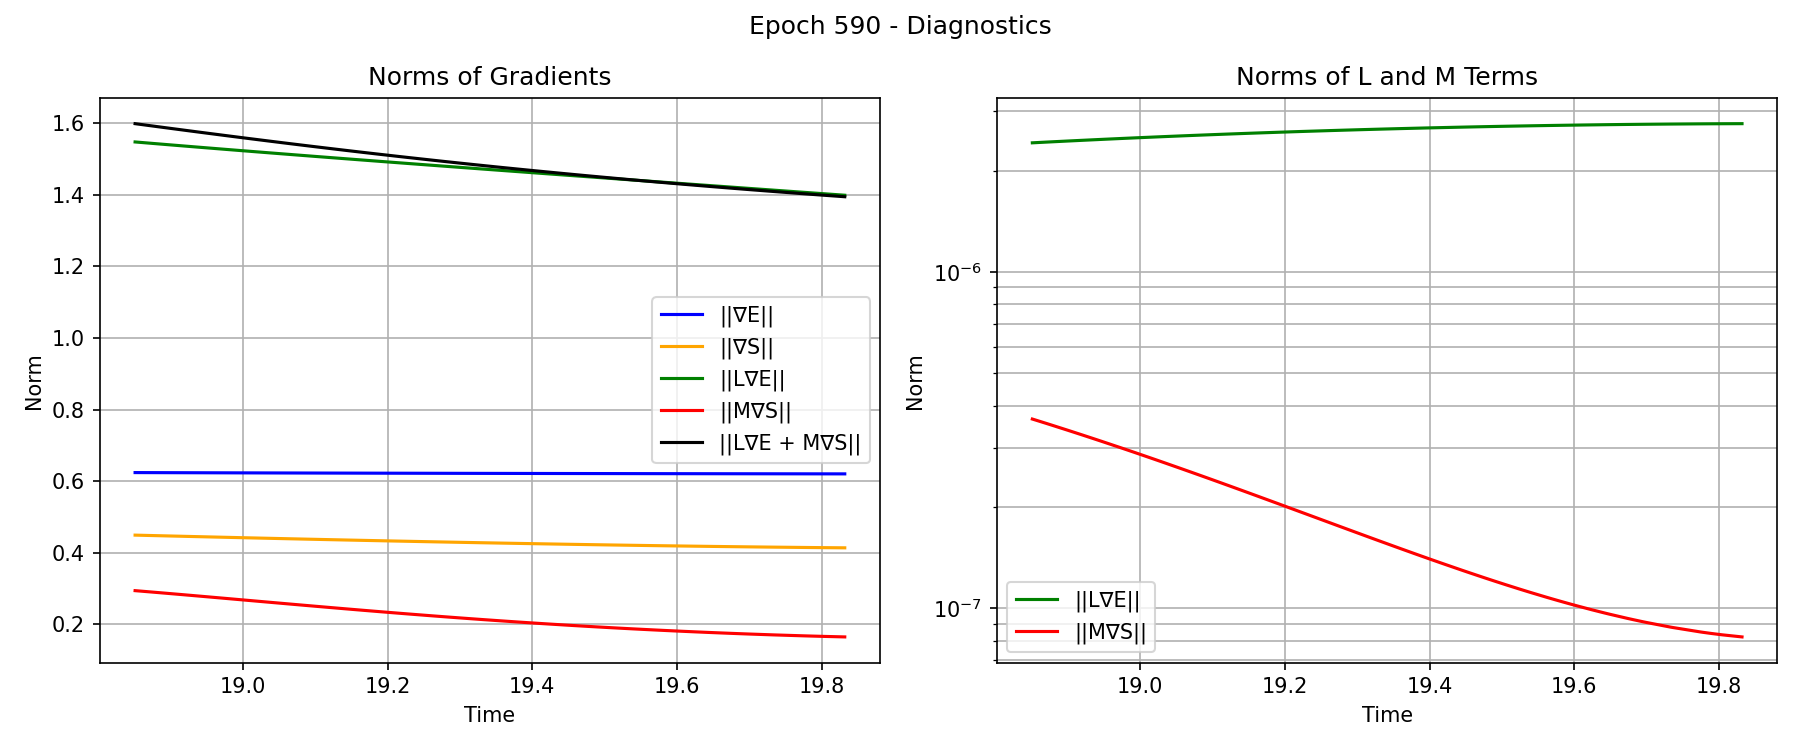 Epoch 590 - Diagnostics
Norms of Gradients
Norm
1.6
1.4
1.2
1.0
0.8
0.6
0.4
0.2
||∇E||
||∇S||
||L∇E||
||M∇S||
||L∇E + M∇S||
19.0 19.2 19.4 19.6 19.8
Time
Norms of L and M Terms
Norm
10⁻⁶
10⁻⁷
||L∇E||
||M∇S||
19.0 19.2 19.4 19.6 19.8
Time